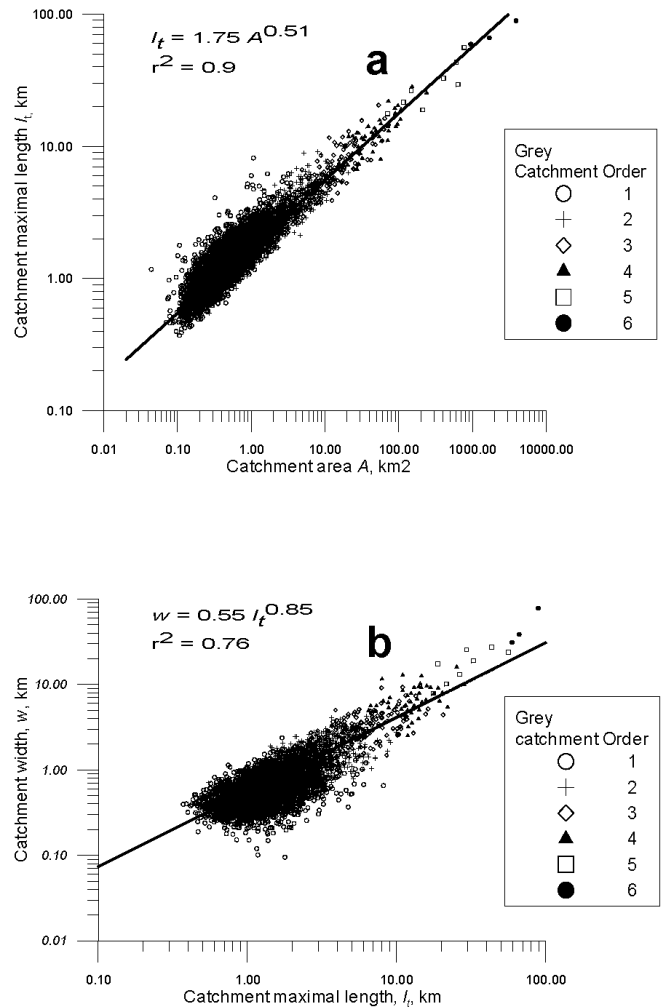 100.00
l_t = 1.75 A^0.51
r^2 = 0.9
a
Catchment maximal length l_t, km
10.00
1.00
0.10
0.01 0.10 1.00 10.00 100.00 1000.00 10000.00
Catchment area A, km2
Grey
Catchment Order
1
2
3
4
5
6
100.00
w = 0.55 l_t^0.85
r^2 = 0.76
b
Catchment width, w, km
10.00
1.00
0.10
0.01
0.10 1.00 10.00 100.00
Catchment maximal length, l_t, km
Grey
catchment Order
1
2
3
4
5
6